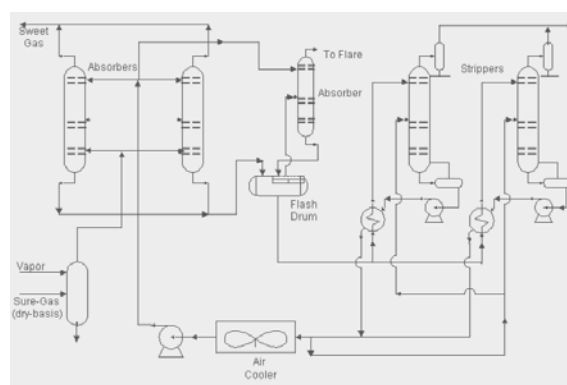 Sweet
Gas
Absorbers
To Flare
Absorber
Strippers
Flash
Drum
Vapor
Sure-Gas
(dry-basis)
Air
Cooler